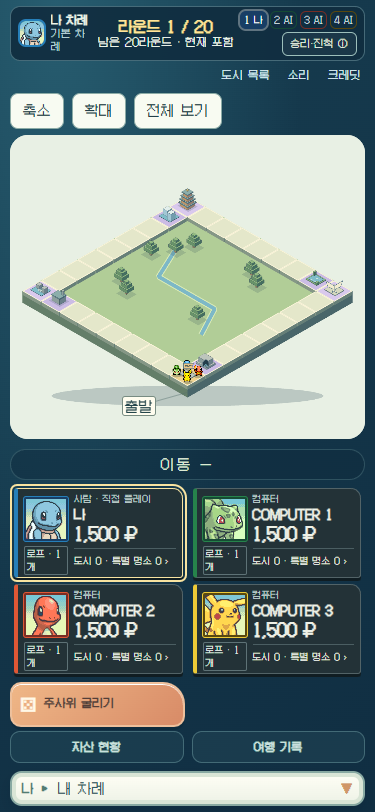 나 차례
기본 차
례
라운드 1 / 20
남은 20라운드 · 현재 포함
1 나 2 AI 3 AI 4 AI
승리·진척 ⓘ
도시 목록 소리 크레딧
축소 확대 전체 보기
출발
이동 —
사람 · 직접 플레이
나
1,500 ₽
로프 · 1
개
도시 0 · 특별 명소 0 ›
컴퓨터
COMPUTER 1
1,500 ₽
로프 · 1
개
도시 0 · 특별 명소 0 ›
컴퓨터
COMPUTER 2
1,500 ₽
로프 · 1
개
도시 0 · 특별 명소 0 ›
컴퓨터
COMPUTER 3
1,500 ₽
로프 · 1
개
도시 0 · 특별 명소 0 ›
주사위 굴리기
자산 현황 여행 기록
나 ▸ 내 차례 ▼